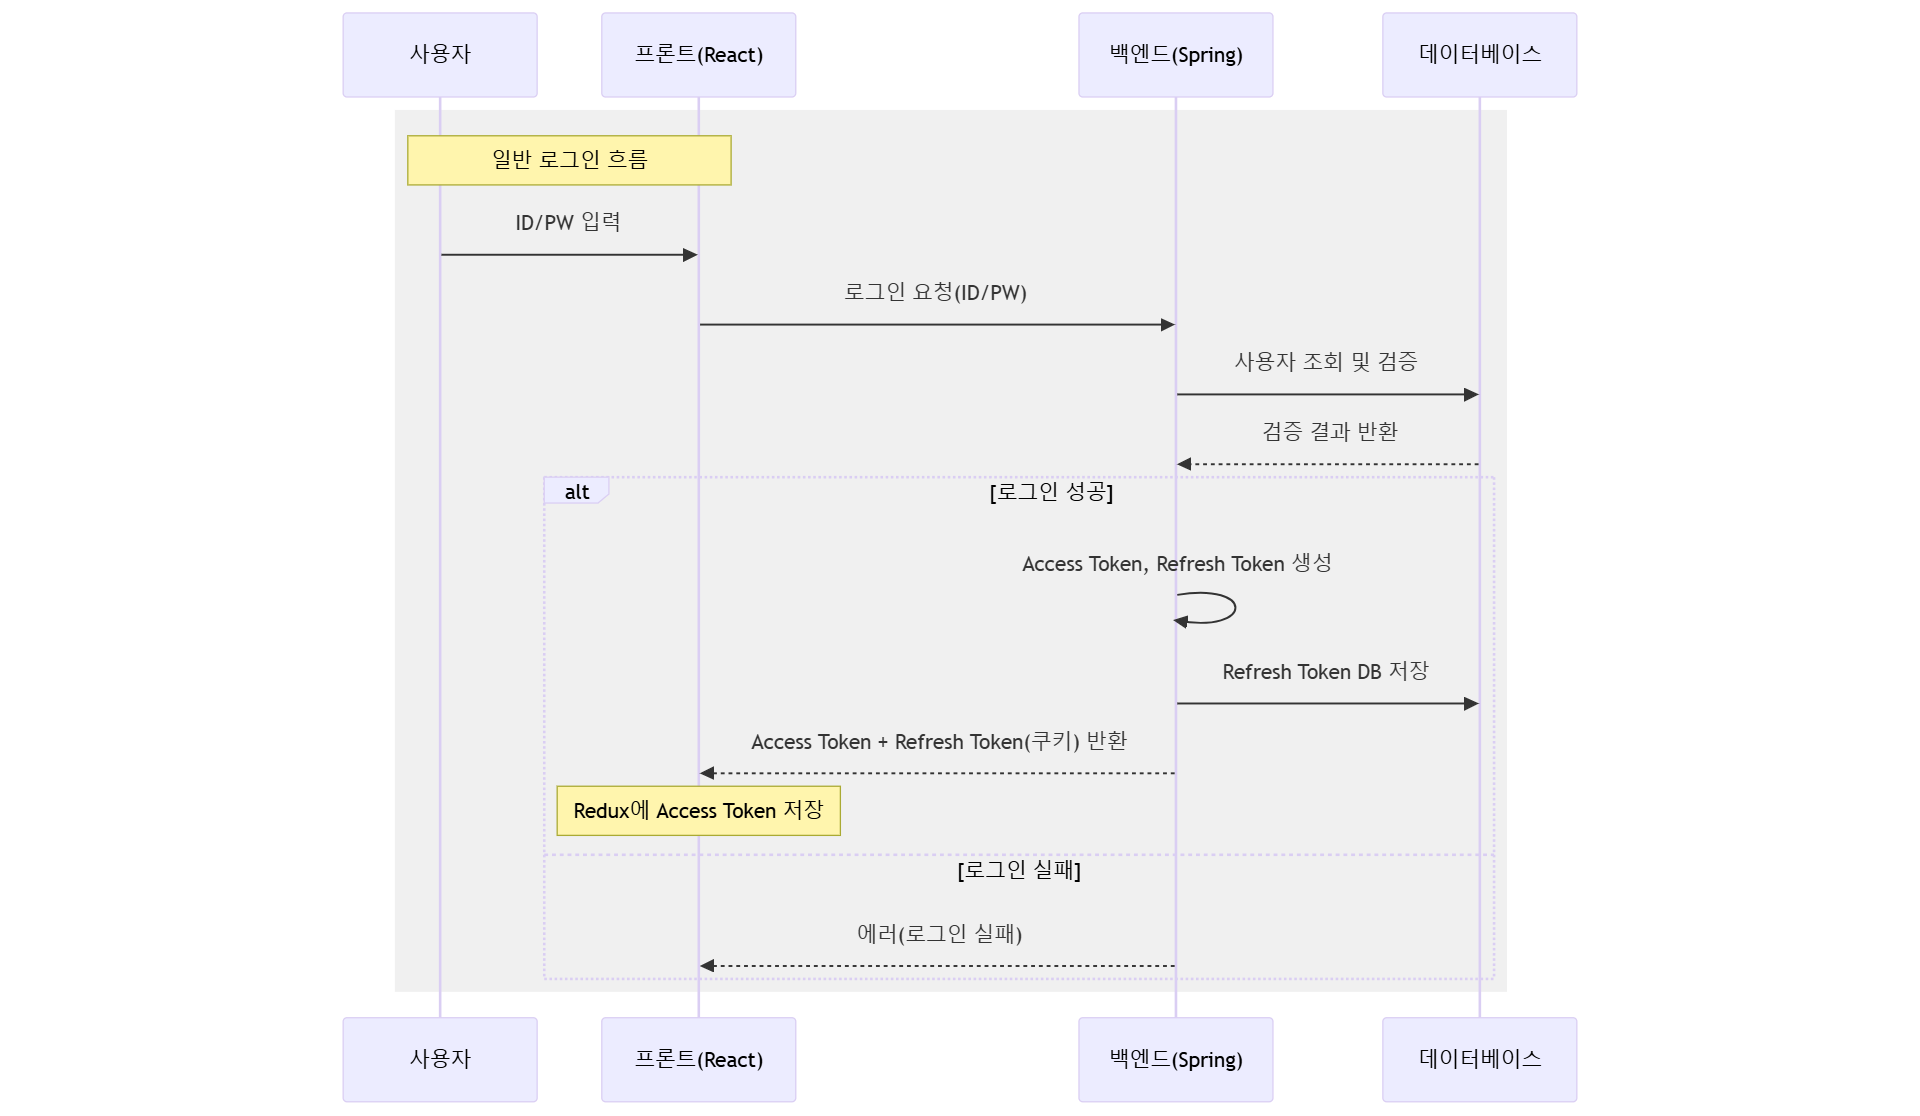 사용자
프론트(React)
백엔드(Spring)
데이터베이스
일반 로그인 흐름
ID/PW 입력
로그인 요청(ID/PW)
사용자 조회 및 검증
검증 결과 반환
alt
[로그인 성공]
Access Token, Refresh Token 생성
Refresh Token DB 저장
Access Token + Refresh Token(쿠키) 반환
Redux에 Access Token 저장
[로그인 실패]
에러(로그인 실패)
사용자
프론트(React)
백엔드(Spring)
데이터베이스